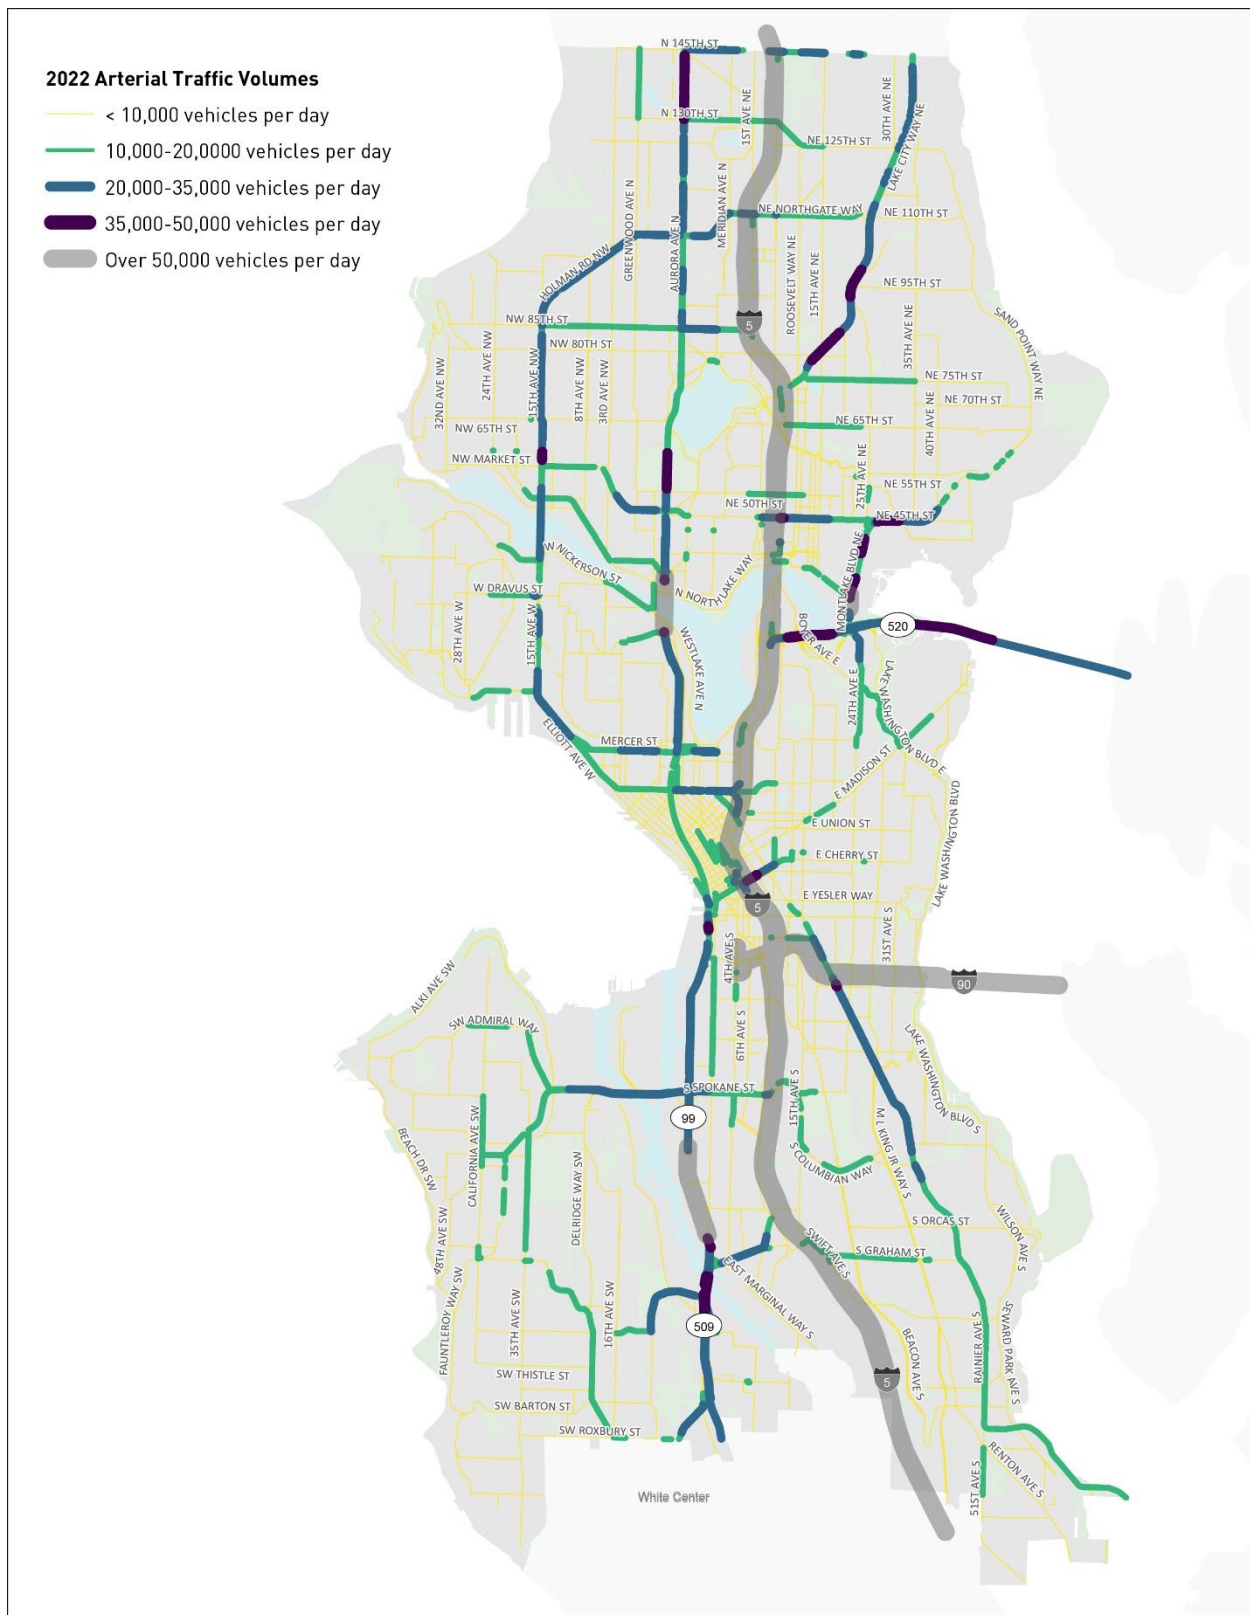 2022 Arterial Traffic Volumes
< 10,000 vehicles per day
10,000-20,0000 vehicles per day
20,000-35,000 vehicles per day
35,000-50,000 vehicles per day
Over 50,000 vehicles per day
N 145TH ST
N 130TH ST
1ST AVE NE
30TH AVE NE
LAKE CITY WAY NE
NE 125TH ST
GREENWOOD AVE N
AURORA AVE N
MERIDIAN AVE N
NE NORTHGATE WAY
NE 110TH ST
ROOSEVELT WAY NE
15TH AVE NE
HOLMAN RD NW
NE 95TH ST
SAND POINT WAY NE
5
NW 85TH ST
NW 80TH ST
32ND AVE NW
24TH AVE NW
15TH AVE NW
8TH AVE NW
3RD AVE NW
35TH AVE NE
NE 75TH ST
NE 70TH ST
40TH AVE NE
NE 65TH ST
NW 65TH ST
NW MARKET ST
25TH AVE NE
NE 55TH ST
NE 50TH ST
NE 45TH ST
W NICKERSON ST
W DRAVUS ST
N NORTHLAKE WAY
MONTLAKE BLVD NE
BOYER AVE E
520
28TH AVE W
15TH AVE W
WESTLAKE AVE N
24TH AVE E
LAKE WASHINGTON BLVD E
ELLIOTT AVE W
MERCER ST
E MADISON ST
E UNION ST
E CHERRY ST
LAKE WASHINGTON BLVD
E YESLER WAY
5
31ST AVE S
4TH AVE S
90
ALKI AVE SW
SW ADMIRAL WAY
6TH AVE S
LAKE WASHINGTON BLVD S
S SPOKANE ST
15TH AVE S
99
CALIFORNIA AVE SW
BEACH DR SW
DELRIDGE WAY SW
S COLUMBIAN WAY
M L KING JR WAY S
48TH AVE SW
S ORCAS ST
WILSON AVE S
SWIFT AVE S
S GRAHAM ST
EAST MARGINAL WAY S
FAUNTLEROY WAY SW
35TH AVE SW
16TH AVE SW
509
BEACON AVE S
RAINIER AVE S
SEWARD PARK AVE S
5
SW THISTLE ST
SW BARTON ST
SW ROXBURY ST
RENTON AVE S
51ST AVE S
White Center